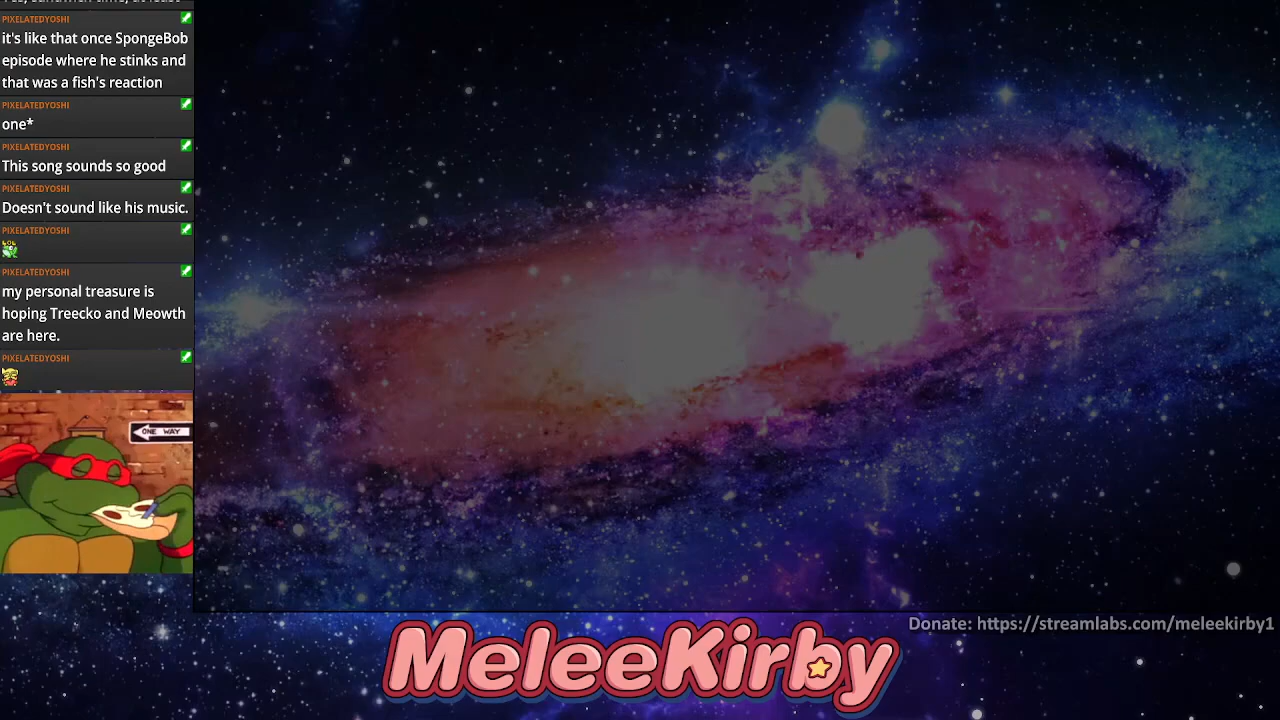 PIXELATEDYOSHI
it's like that once SpongeBob
episode where he stinks and
that was a fish's reaction
PIXELATEDYOSHI
one*
PIXELATEDYOSHI
This song sounds so good
PIXELATEDYOSHI
Doesn't sound like his music.
PIXELATEDYOSHI
LOL
PIXELATEDYOSHI
my personal treasure is
hoping Treecko and Meowth
are here.
PIXELATEDYOSHI
ONE WAY
Donate: https://streamlabs.com/meleekirby1
MeleeKirby